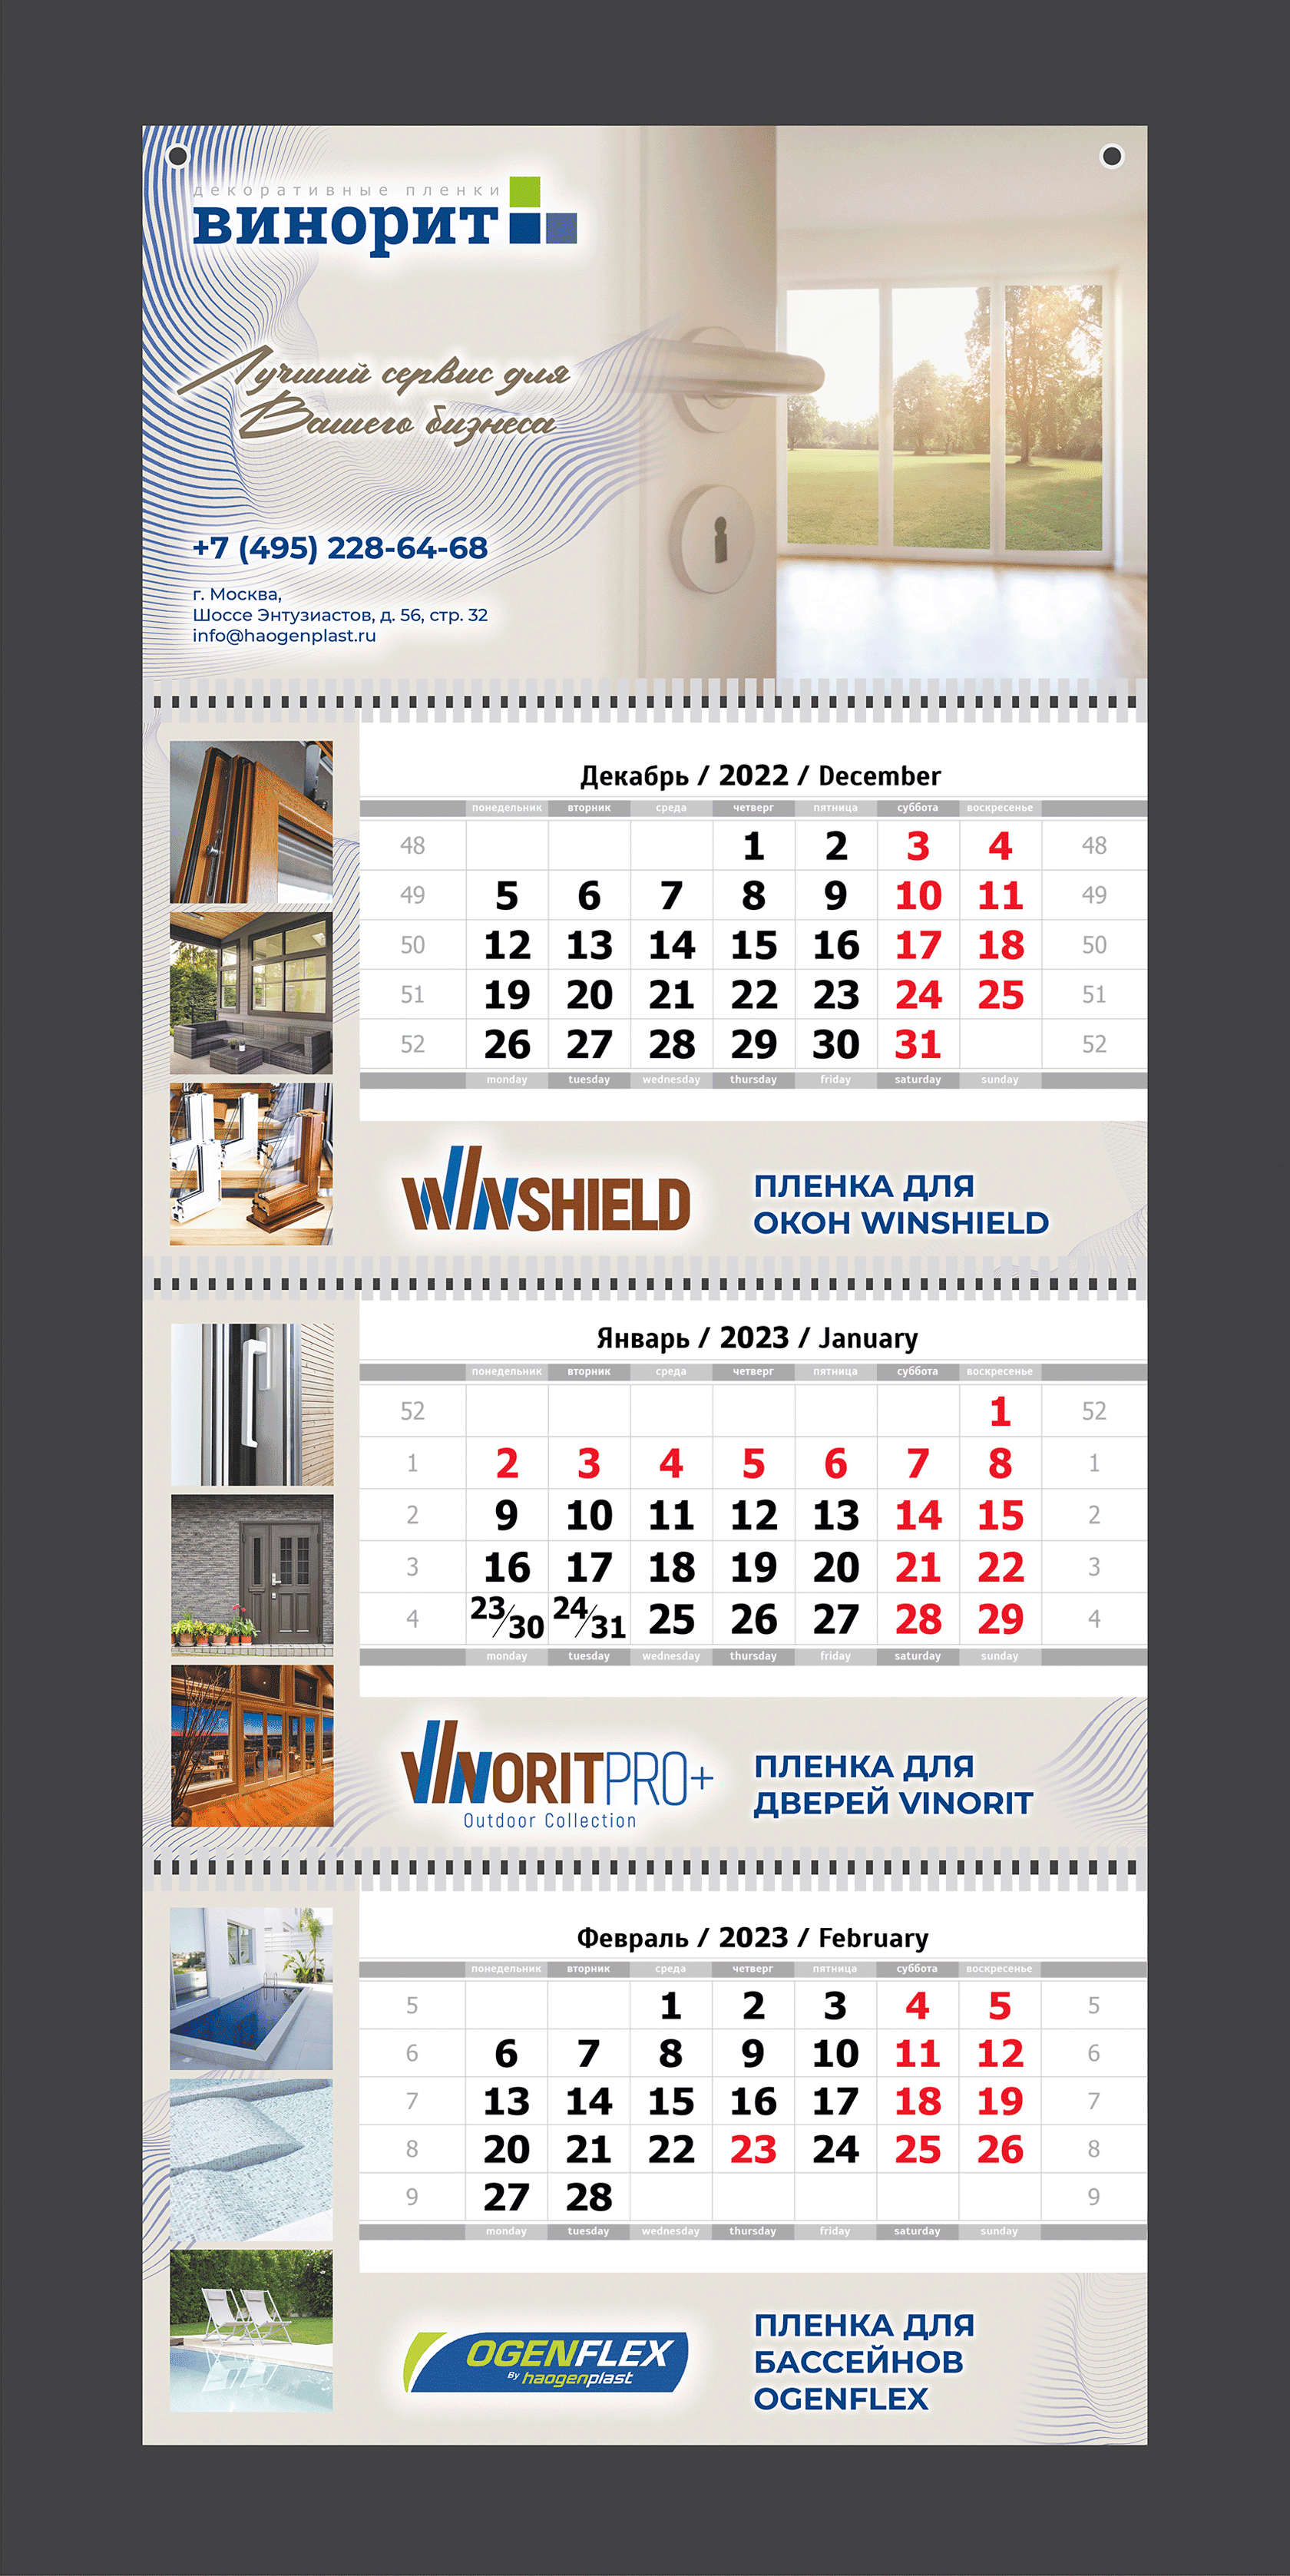 декоративные пленки
винорит
Лучший сервис для
Вашего бизнеса
+7 (495) 228-64-68
г. Москва,
Шоссе Энтузиастов, д. 56, стр. 32
info@haogenplast.ru
Декабрь / 2022 / December
понедельник вторник среда четверг пятница суббота воскресенье
48 1 2 3 4 48
49 5 6 7 8 9 10 11 49
50 12 13 14 15 16 17 18 50
51 19 20 21 22 23 24 25 51
52 26 27 28 29 30 31 52
monday tuesday wednesday thursday friday saturday sunday
WINSHIELD
ПЛЕНКА ДЛЯ
ОКОН WINSHIELD
Январь / 2023 / January
понедельник вторник среда четверг пятница суббота воскресенье
52 1 52
1 2 3 4 5 6 7 8 1
2 9 10 11 12 13 14 15 2
3 16 17 18 19 20 21 22 3
4 23/30 24/31 25 26 27 28 29 4
monday tuesday wednesday thursday friday saturday sunday
VINORITPRO+
Outdoor Collection
ПЛЕНКА ДЛЯ
ДВЕРЕЙ VINORIT
Февраль / 2023 / February
понедельник вторник среда четверг пятница суббота воскресенье
5 1 2 3 4 5 5
6 6 7 8 9 10 11 12 6
7 13 14 15 16 17 18 19 7
8 20 21 22 23 24 25 26 8
9 27 28 9
monday tuesday wednesday thursday friday saturday sunday
OGENFLEX
By haogenplast
ПЛЕНКА ДЛЯ
БАССЕЙНОВ
OGENFLEX